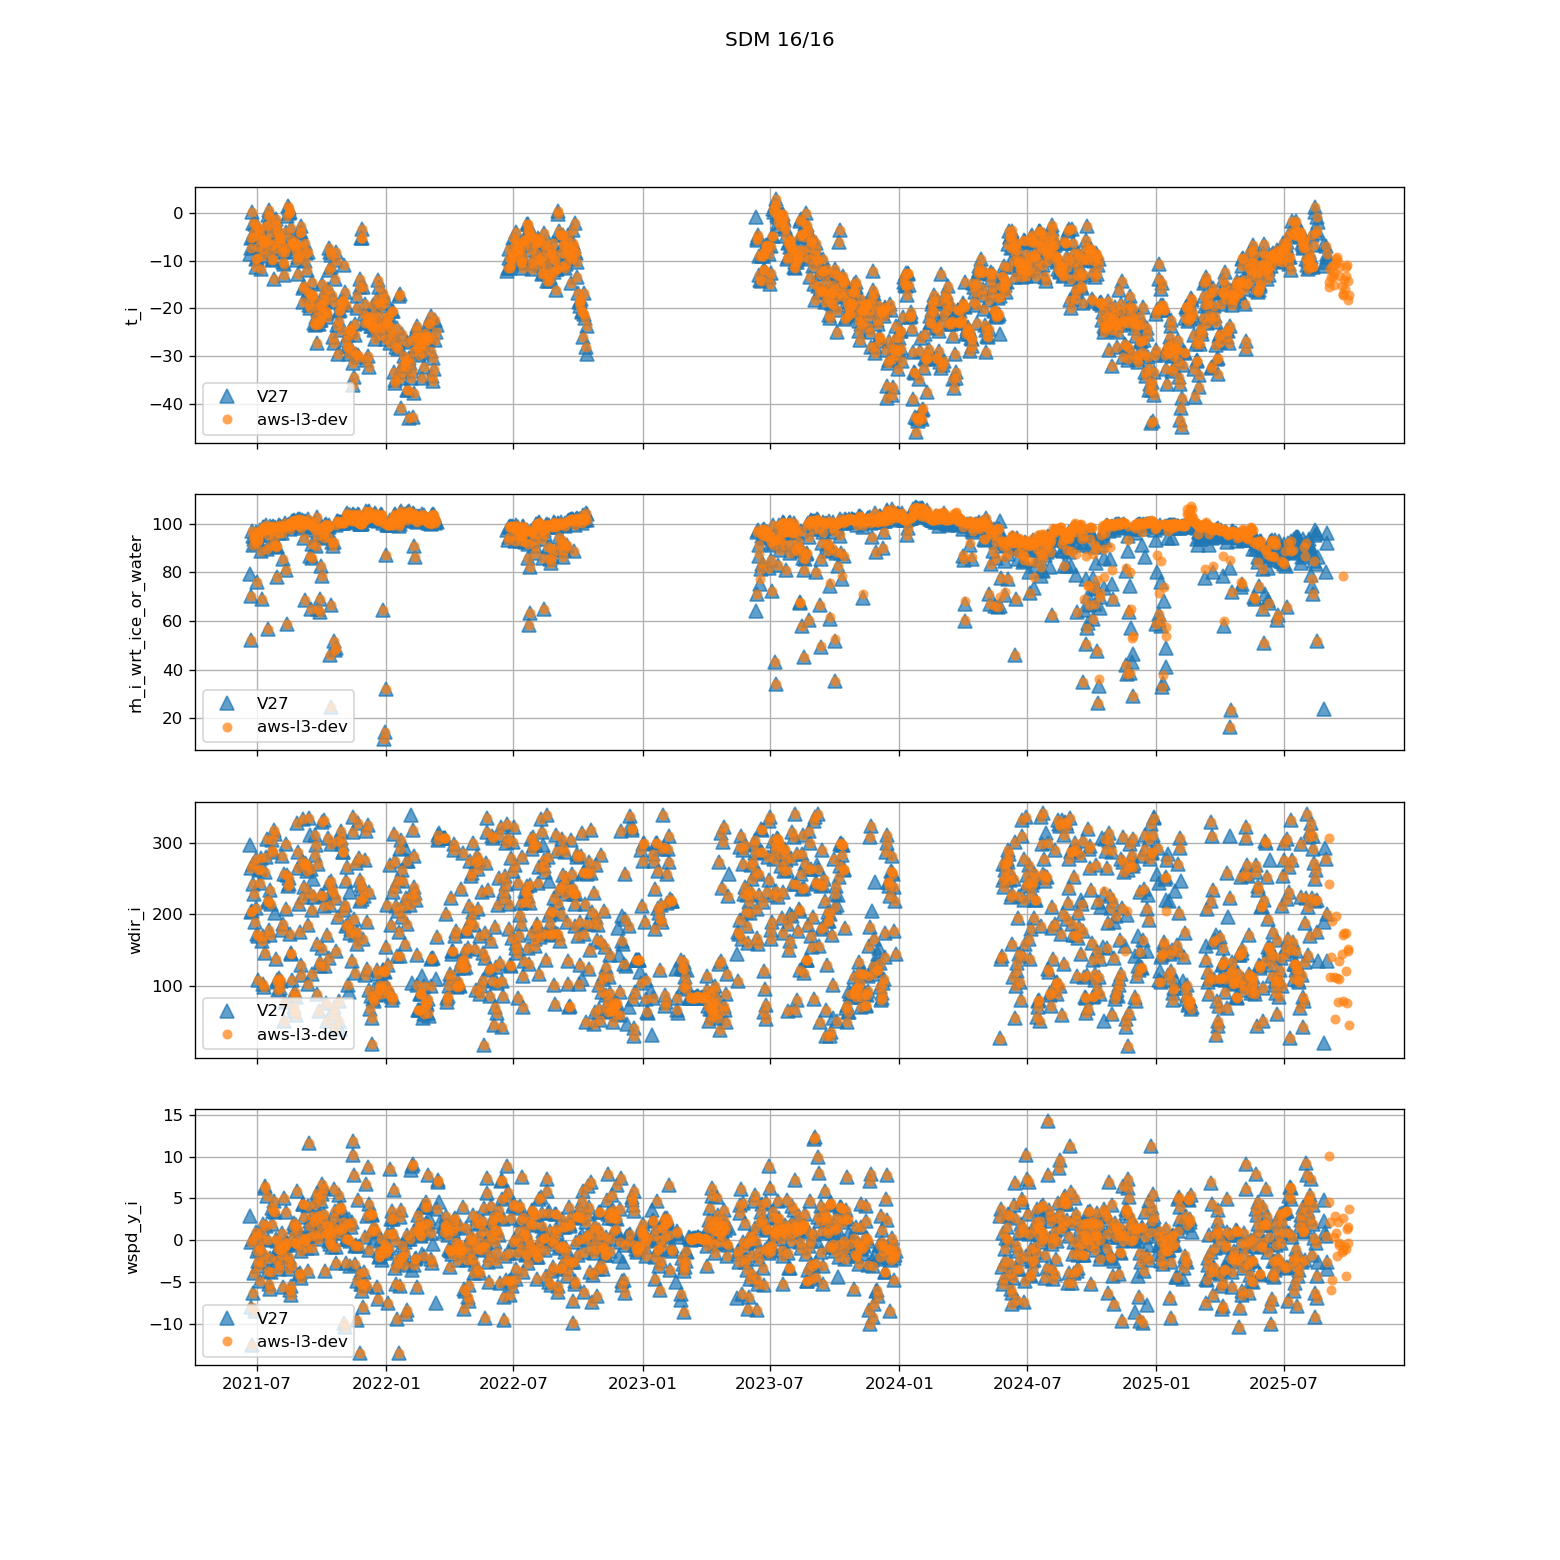 SDM 16/16
0
−10
−20
−30
−40
t_i
V27
aws-l3-dev
100
80
60
40
20
rh_i_wrt_ice_or_water
V27
aws-l3-dev
300
200
100
wdir_i
V27
aws-l3-dev
15
10
5
0
−5
−10
wspd_y_i
V27
aws-l3-dev
2021-07 2022-01 2022-07 2023-01 2023-07 2024-01 2024-07 2025-01 2025-07